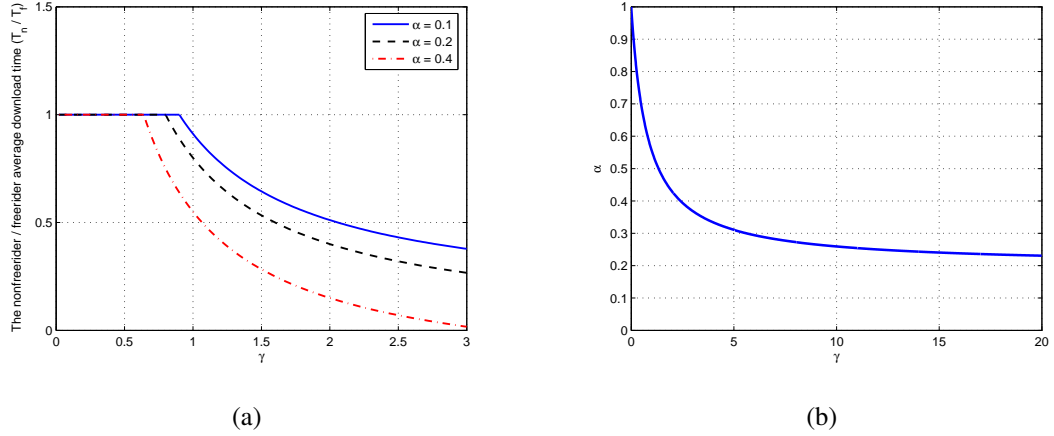 The nonfreerider / freerider average download time (T_n / T_f)
1.5
1
0.5
0
0 0.5 1 1.5 2 2.5 3
γ
α = 0.1
α = 0.2
α = 0.4
(a)
α
1
0.9
0.8
0.7
0.6
0.5
0.4
0.3
0.2
0.1
0
0 5 10 15 20
γ
(b)